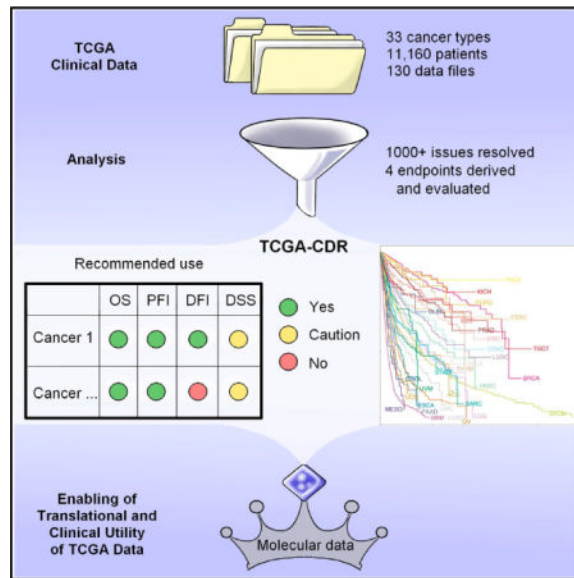 TCGA
Clinical Data
33 cancer types
11,160 patients
130 data files
Analysis
1000+ issues resolved
4 endpoints derived
and evaluated
TCGA-CDR
Recommended use
OS PFI DFI DSS
Cancer 1
Cancer ...
Yes
Caution
No
KICH
PRAD
TGCT
BRCA
SARC
UVM
ESCA
MESO
Enabling of
Translational and
Clinical Utility
of TCGA Data
Molecular data